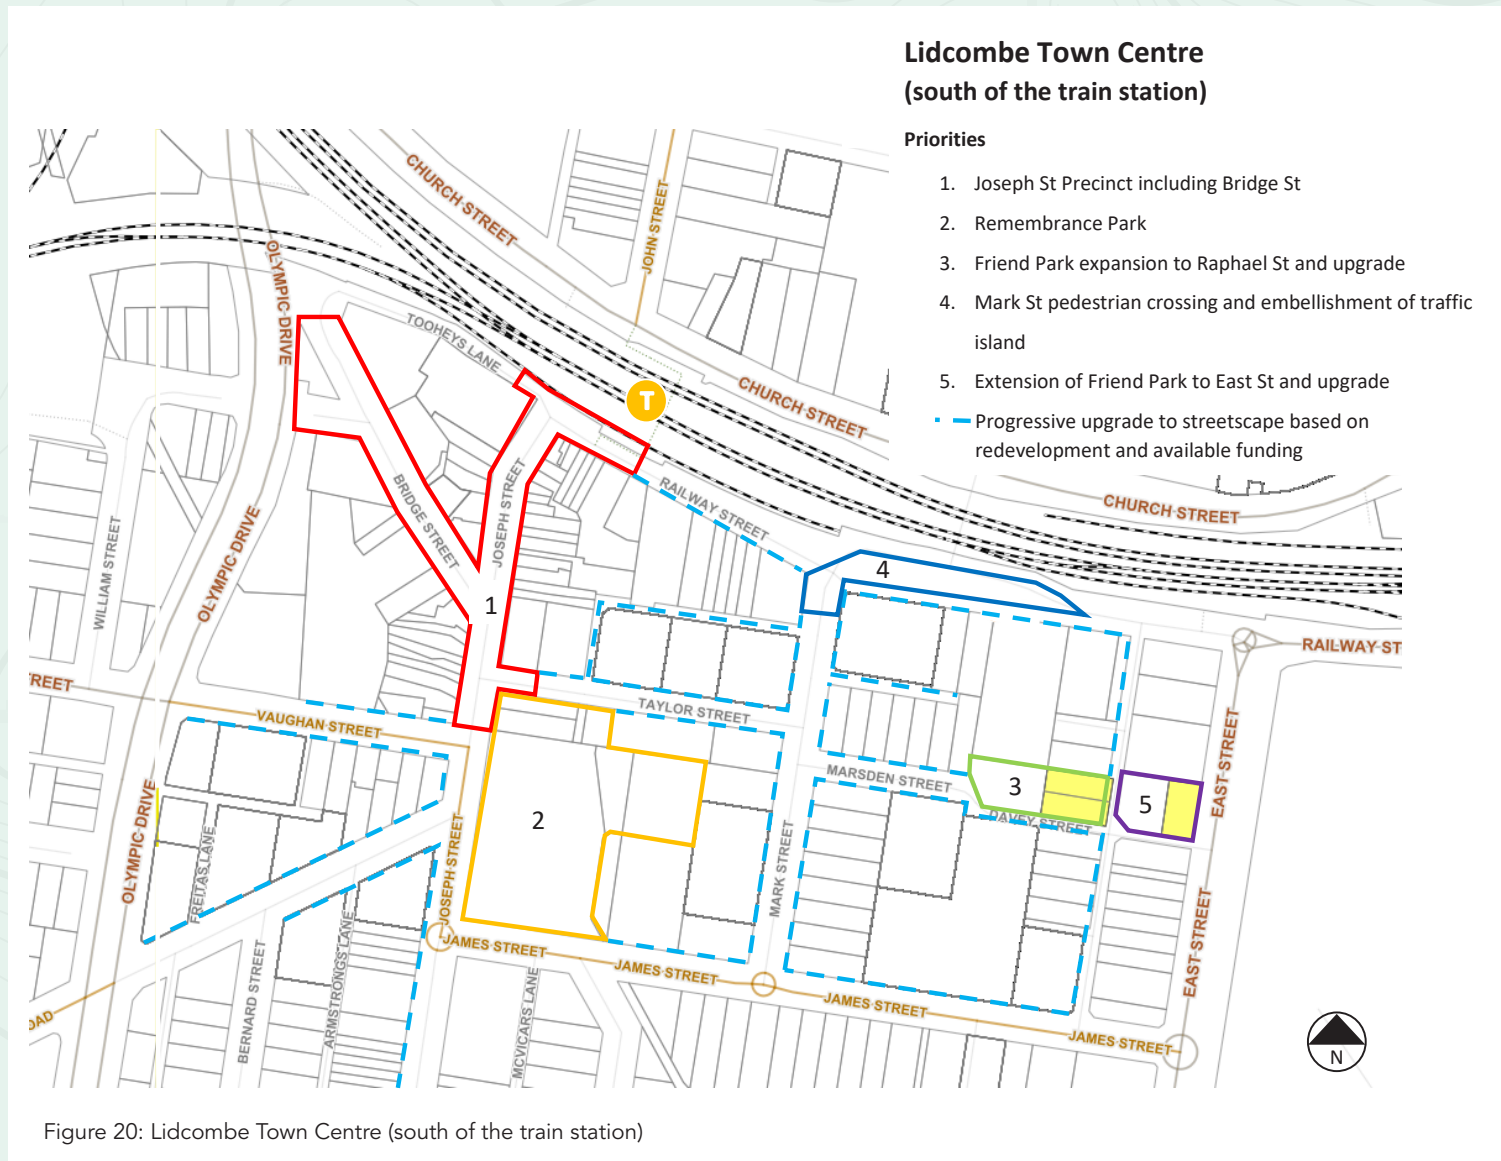 Lidcombe Town Centre
(south of the train station)
Priorities
1. Joseph St Precinct including Bridge St
2. Remembrance Park
3. Friend Park expansion to Raphael St and upgrade
4. Mark St pedestrian crossing and embellishment of traffic
island
5. Extension of Friend Park to East St and upgrade
Progressive upgrade to streetscape based on
redevelopment and available funding
CHURCH STREET
JOHN STREET
OLYMPIC DRIVE
TOOHEYS LANE
T
CHURCH STREET
BRIDGE STREET
JOSEPH STREET
RAILWAY STREET
CHURCH STREET
WILLIAM STREET
OLYMPIC DRIVE
4
1
RAILWAY ST
REET
VAUGHAN STREET
TAYLOR STREET
EAST STREET
MARSDEN STREET
3
5
2
DAVEY STREET
OLYMPIC DRIVE
FREITAS LANE
JOSEPH STREET
MARK STREET
JAMES STREET
JAMES STREET
EAST STREET
JAMES STREET
JAMES STREET
OAD
BERNARD STREET
ARMSTRONGS LANE
MCVICARS LANE
N
Figure 20: Lidcombe Town Centre (south of the train station)